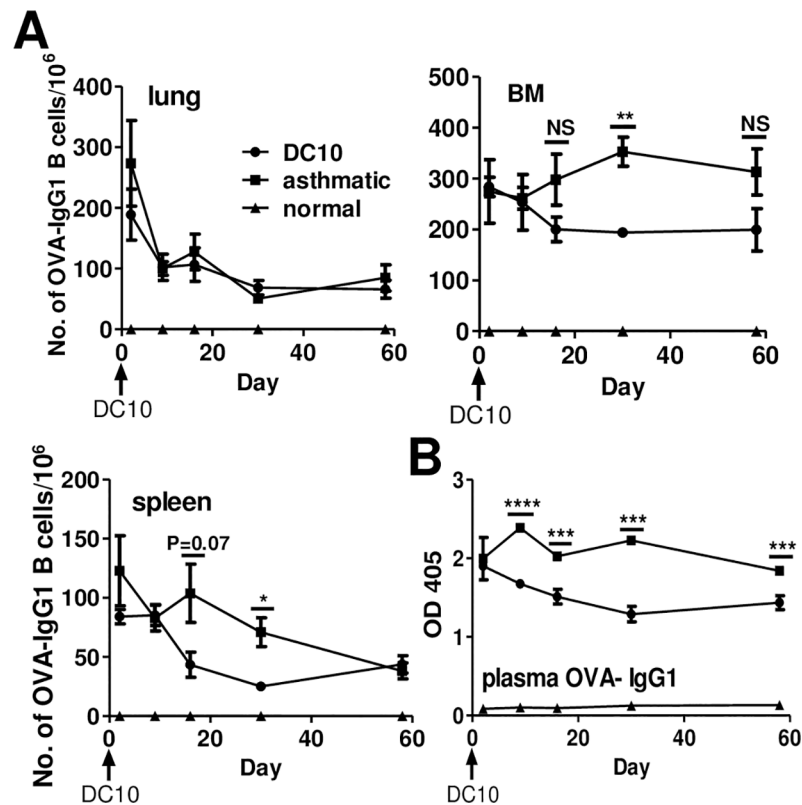 A
No. of OVA-IgG1 B cells/10⁶
400
300
200
100
0
lung
DC10
asthmatic
normal
0 20 40 60
Day
DC10
500
400
300
200
100
0
BM
NS
**
NS
0 20 40 60
Day
DC10
No. of OVA-IgG1 B cells/10⁶
200
150
100
50
0
spleen
P=0.07
*
0 20 40 60
Day
DC10
B
OD 405
3
2
1
0
****
***
***
***
plasma OVA- IgG1
0 20 40 60
Day
DC10